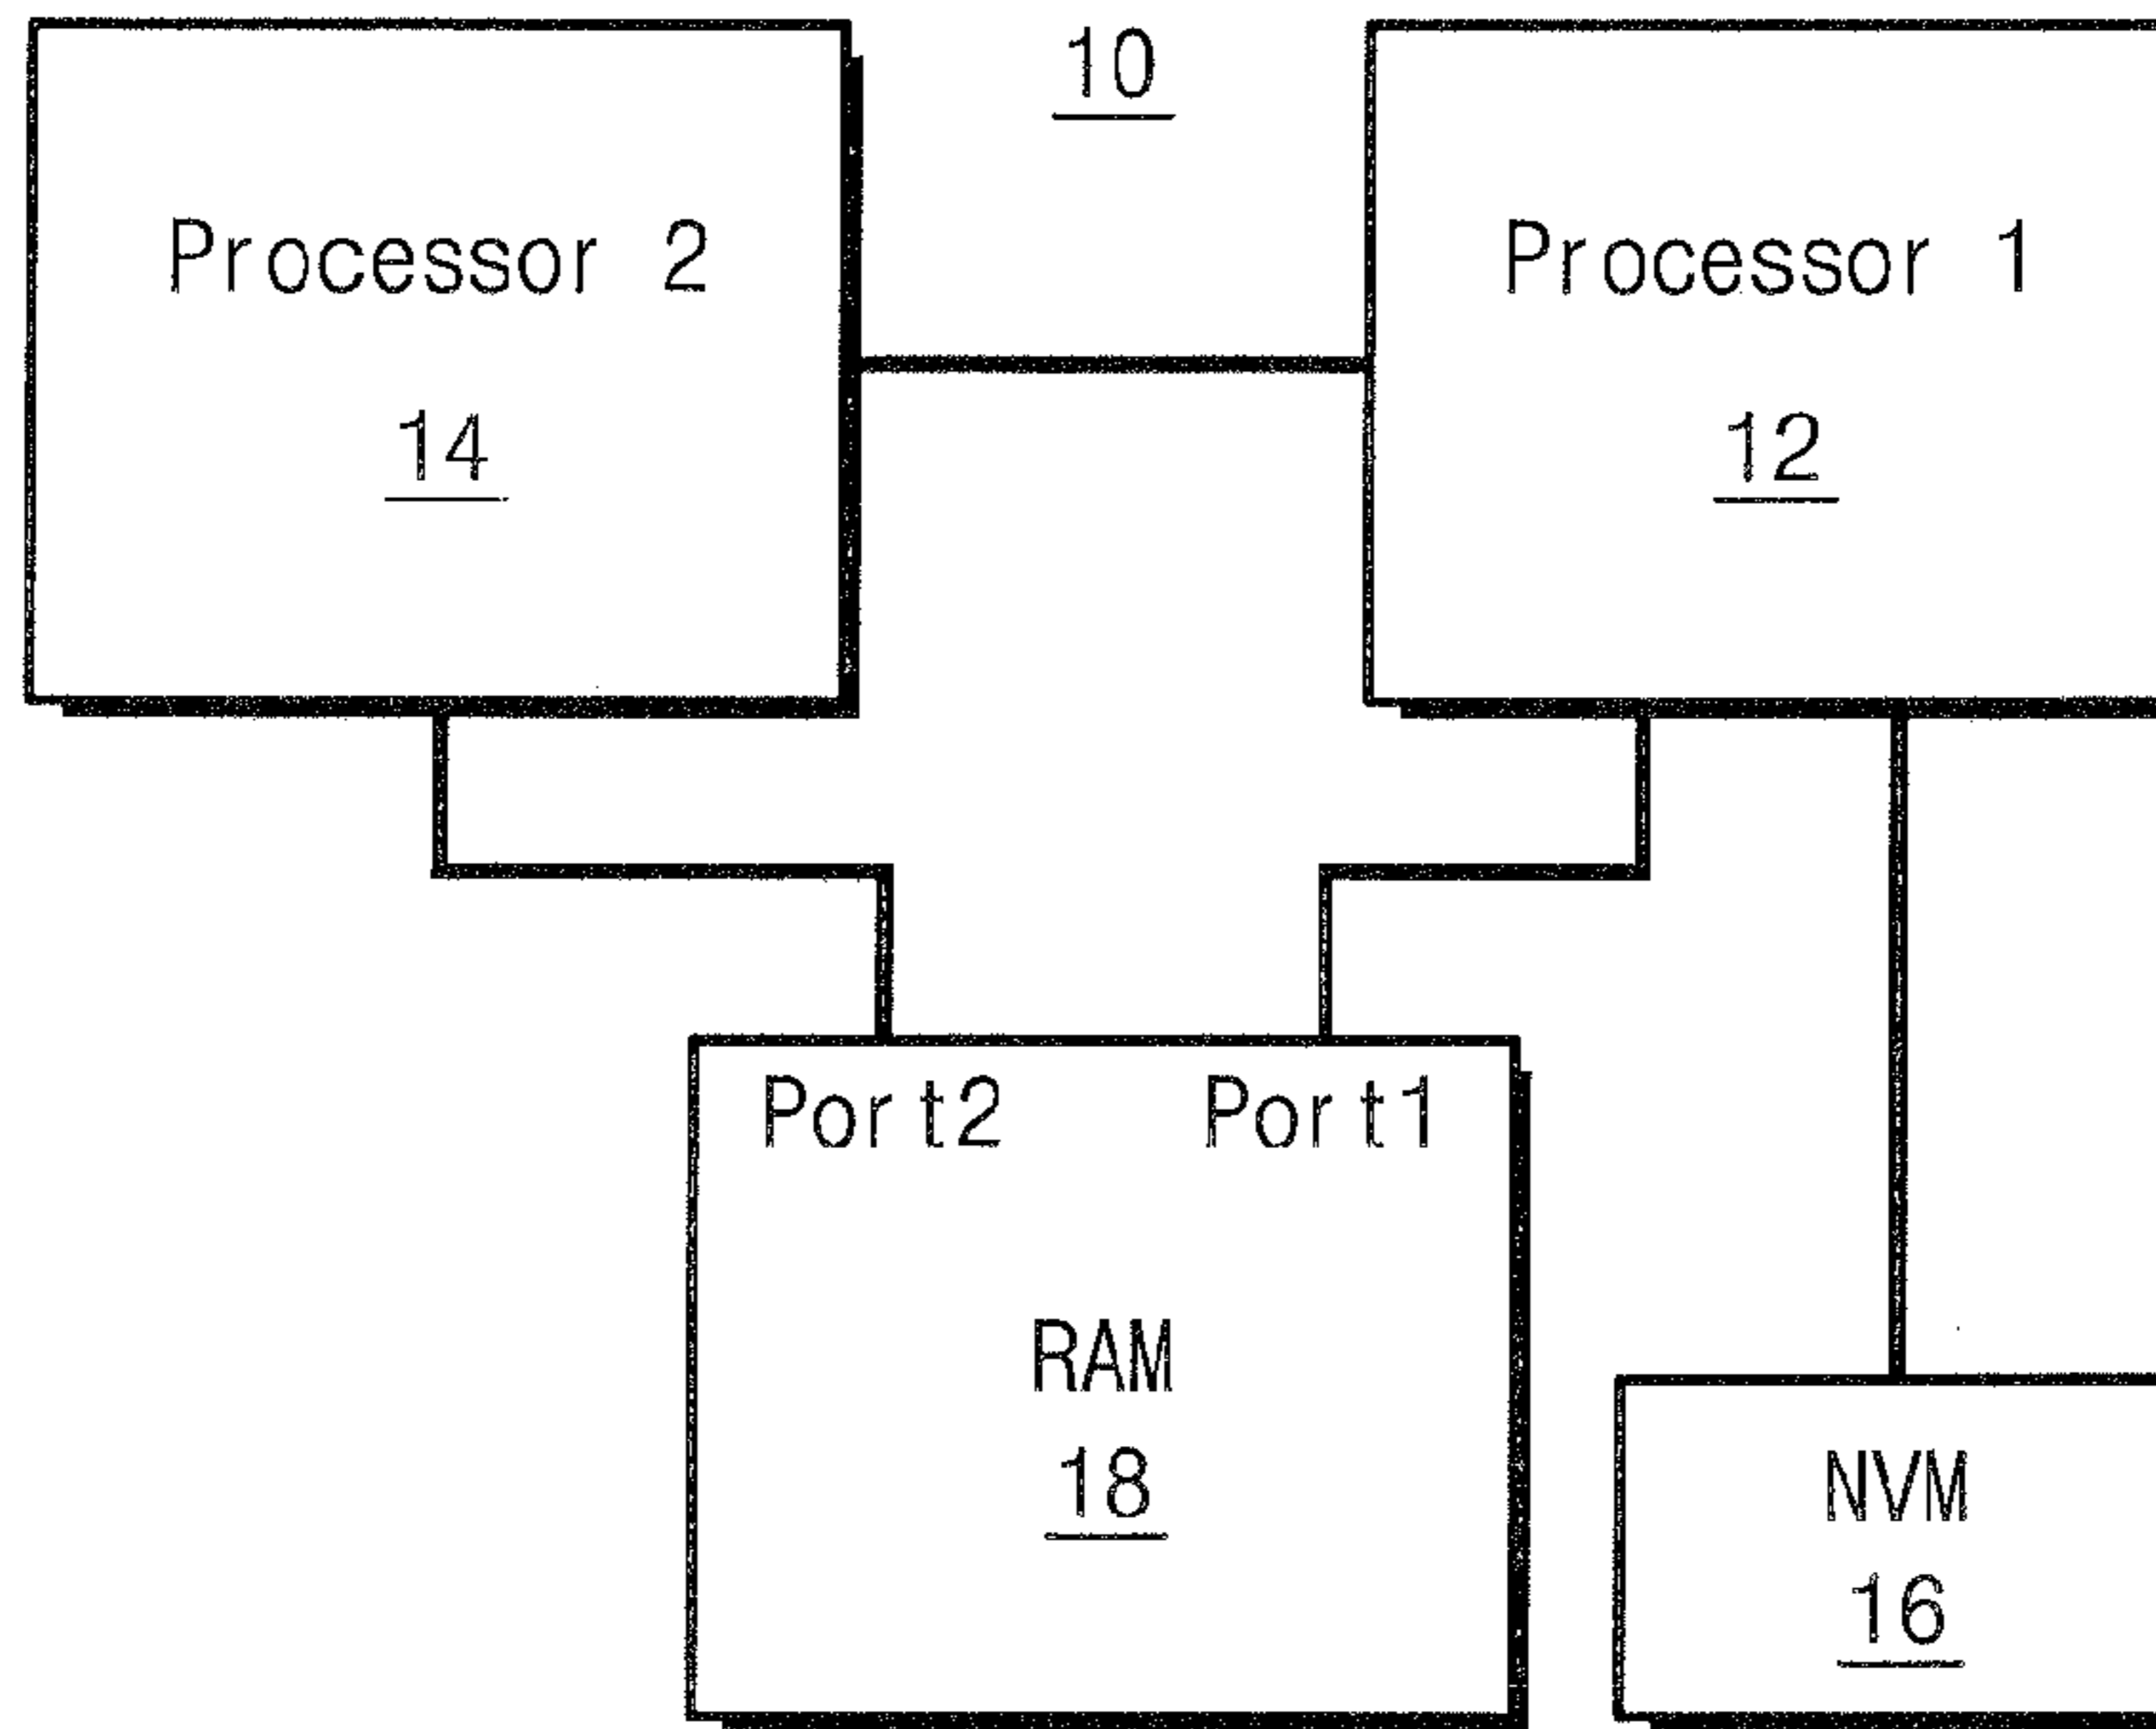 10
Processor 2
14
Processor 1
12
Port2 Port1
RAM
18
NVM
16